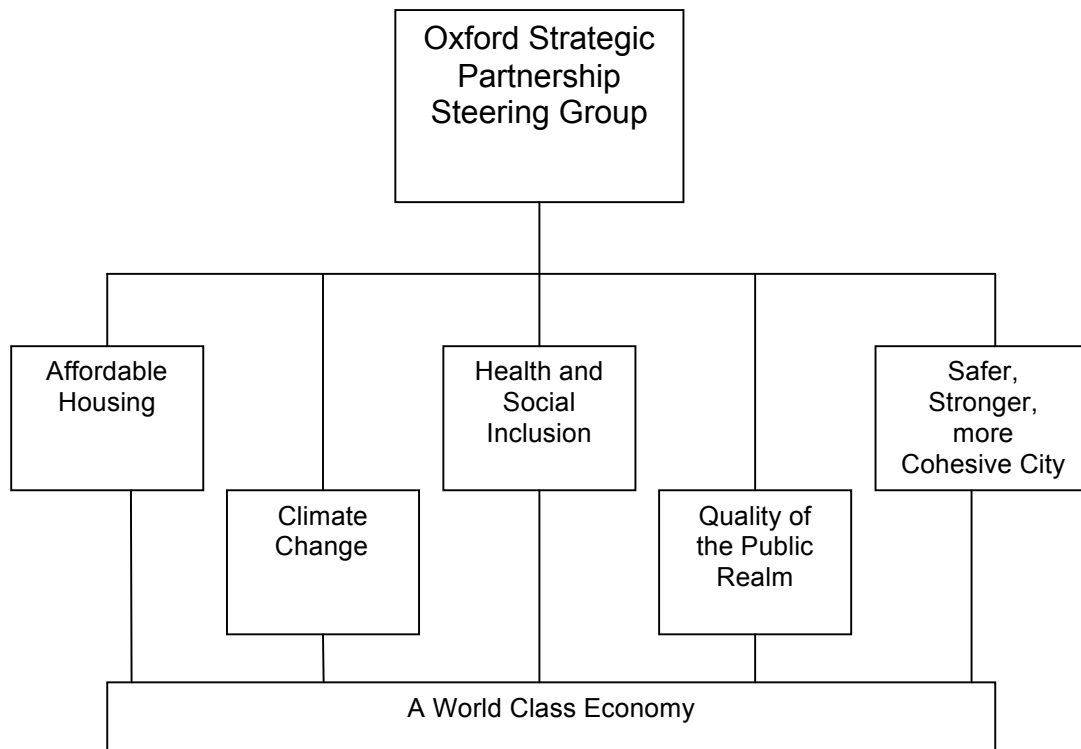 Oxford Strategic
Partnership
Steering Group
Affordable
Housing
Health and
Social
Inclusion
Safer,
Stronger,
more
Cohesive City
Climate
Change
Quality of
the Public
Realm
A World Class Economy